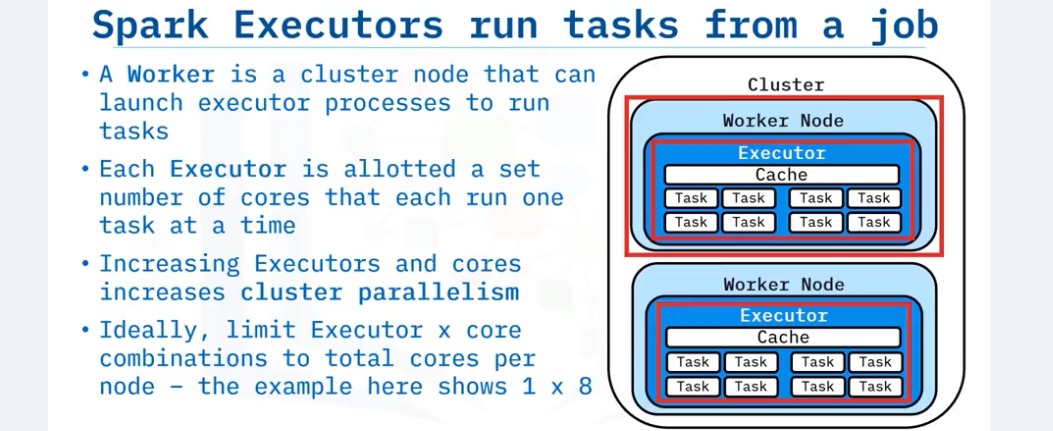 Spark Executors run tasks from a job
• A Worker is a cluster node that can
launch executor processes to run
tasks
• Each Executor is allotted a set
number of cores that each run one
task at a time
• Increasing Executors and cores
increases cluster parallelism
• Ideally, limit Executor x core
combinations to total cores per
node – the example here shows 1 x 8
Cluster
Worker Node
Executor
Cache
Task Task Task Task
Task Task Task Task
Worker Node
Executor
Cache
Task Task Task Task
Task Task Task Task